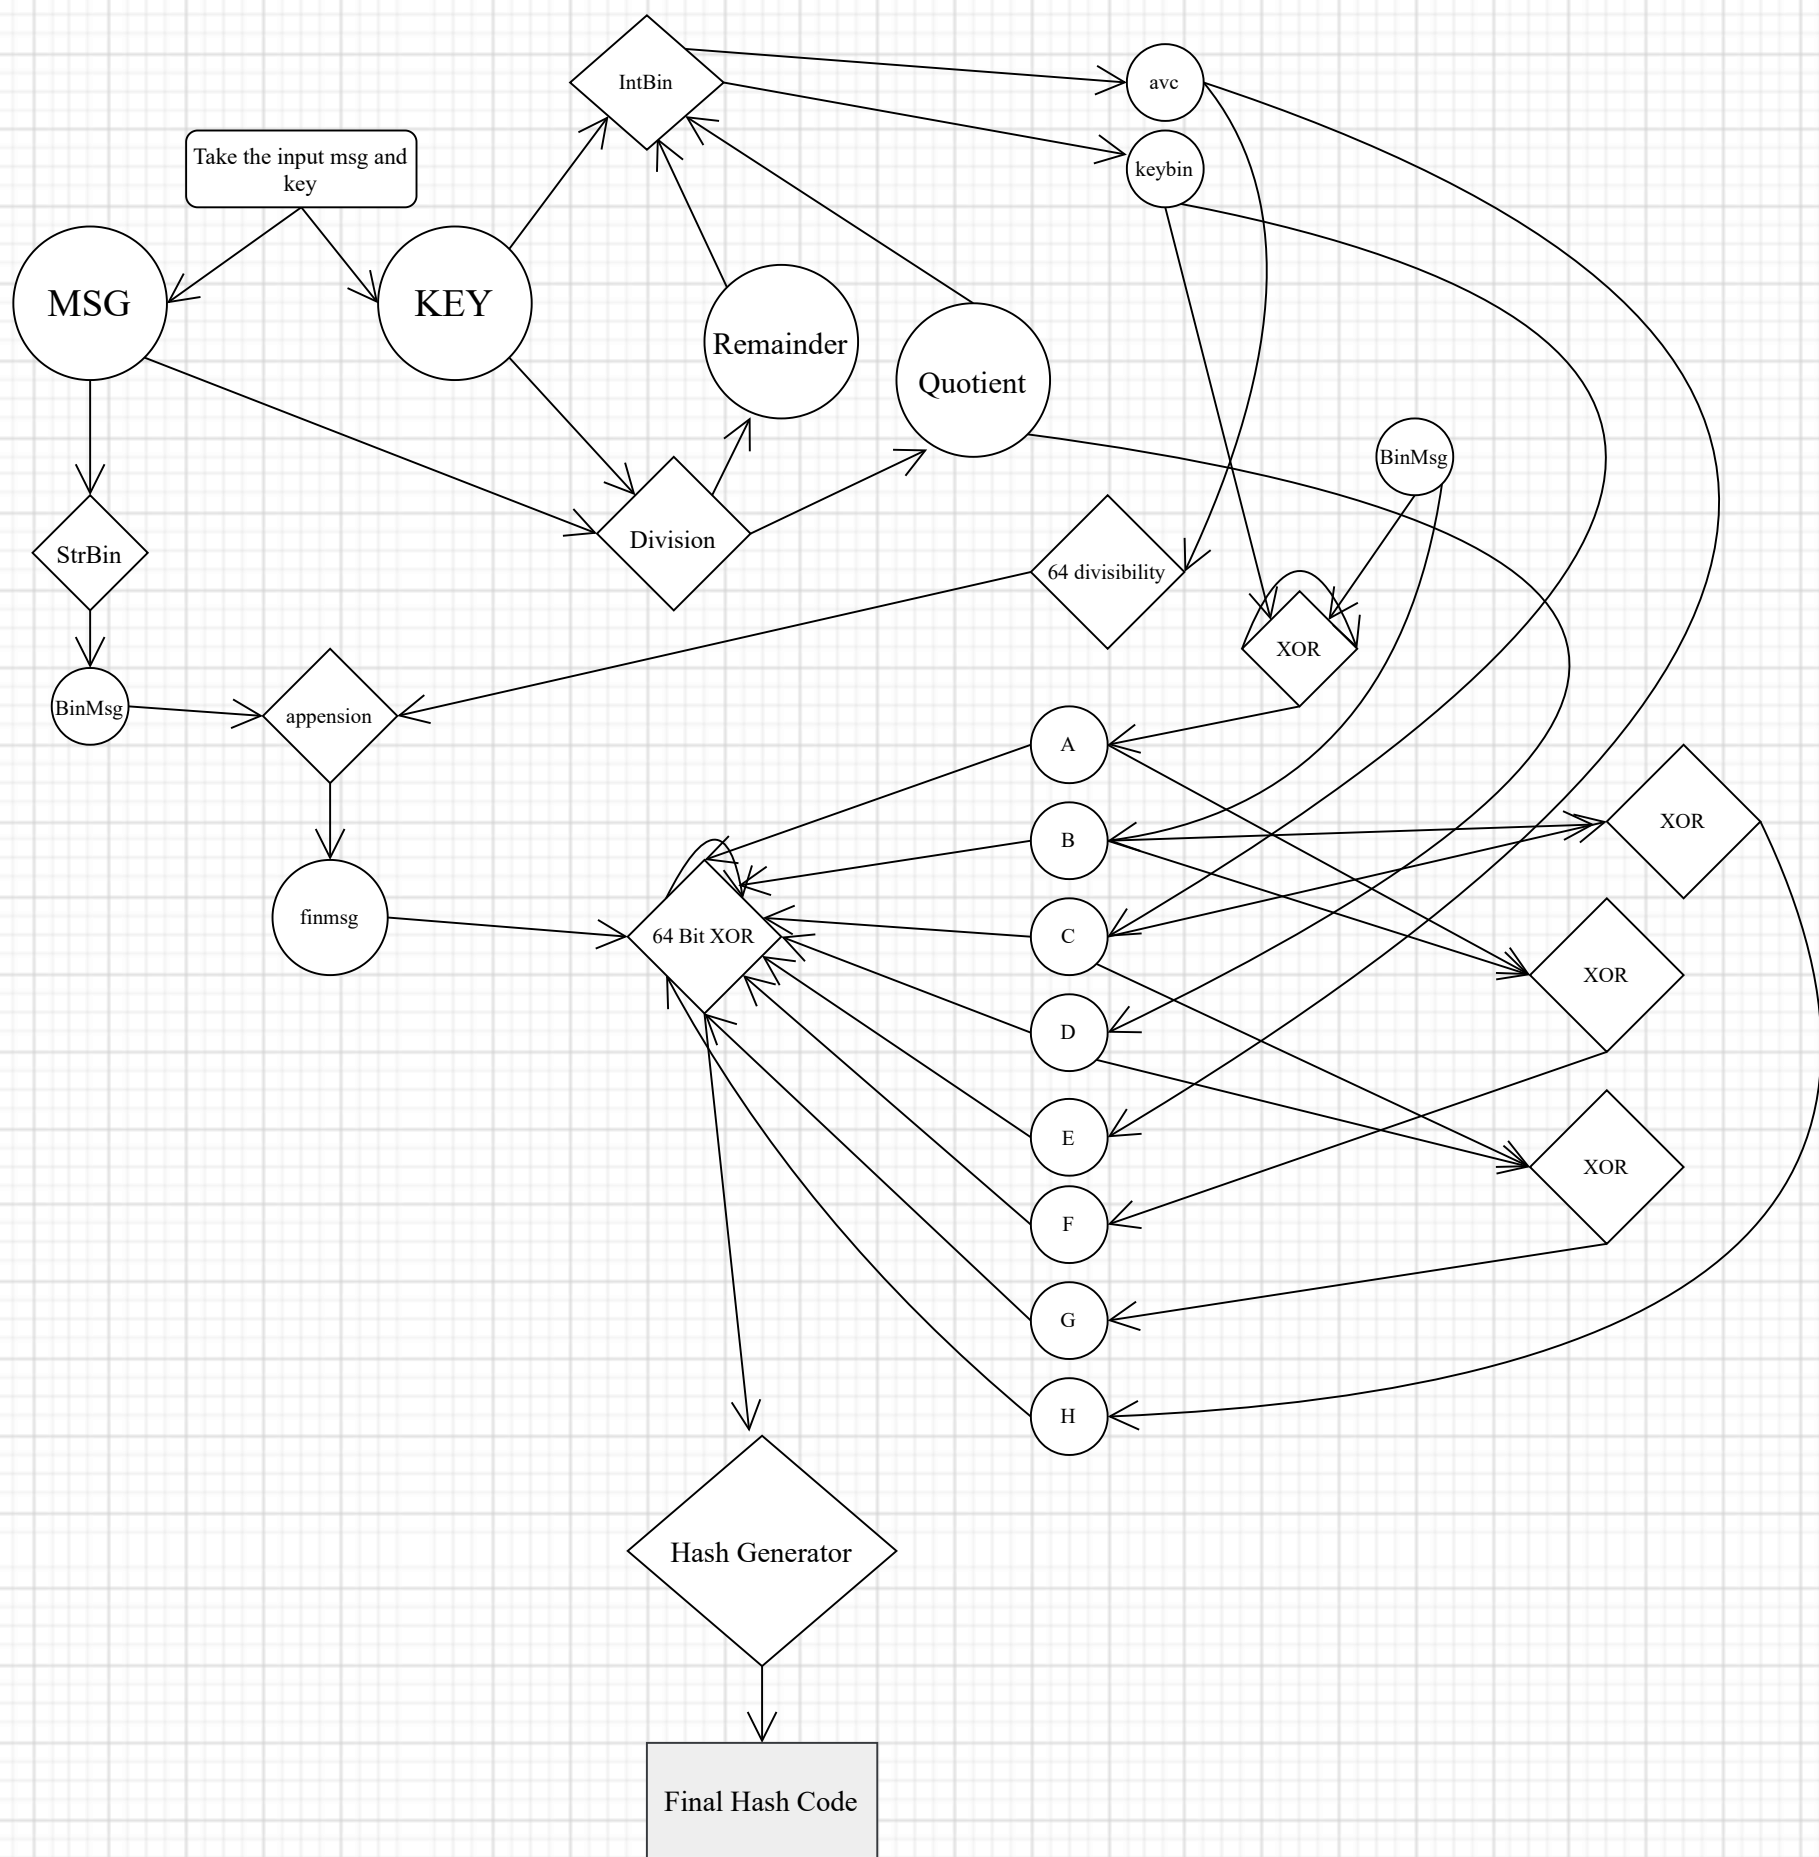 IntBin
avc
Take the input msg and
key
keybin
MSG
KEY
Remainder
Quotient
BinMsg
Division
StrBin
64 divisibility
XOR
BinMsg
appension
A
XOR
B
finmsg
64 Bit XOR
C
XOR
D
E
XOR
F
G
H
Hash Generator
Final Hash Code